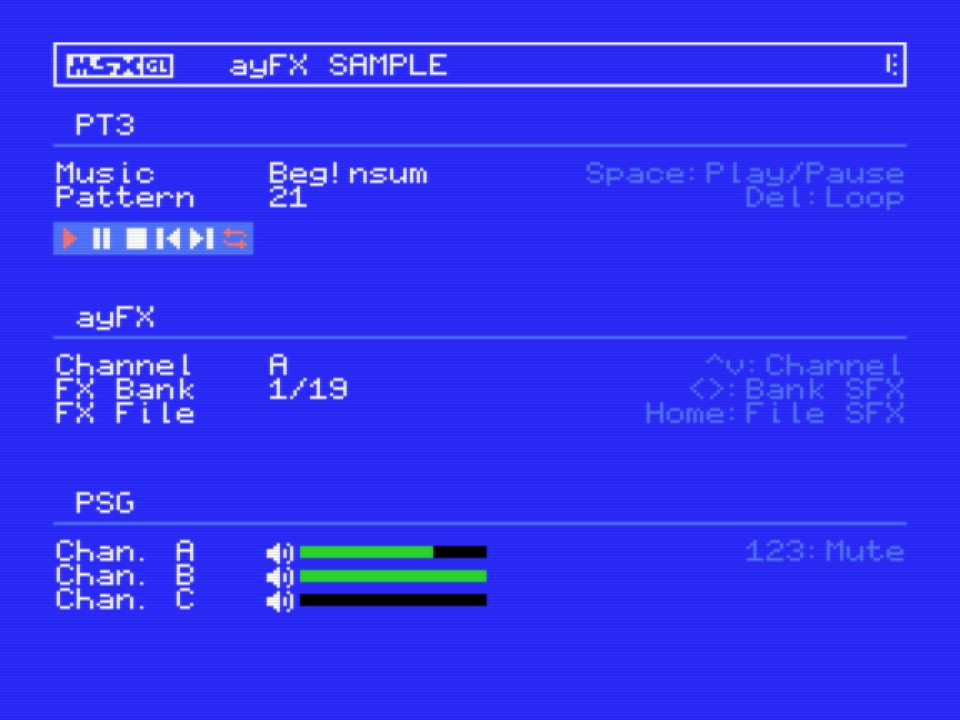 MSXGL ayFX SAMPLE
PT3
Music Beg!nsum Space:Play/Pause
Pattern 21 Del:Loop
ayFX
Channel A ^v:Channel
FX Bank 1/19 <>:Bank SFX
FX File Home:File SFX
PSG
Chan. A 123:Mute
Chan. B
Chan. C